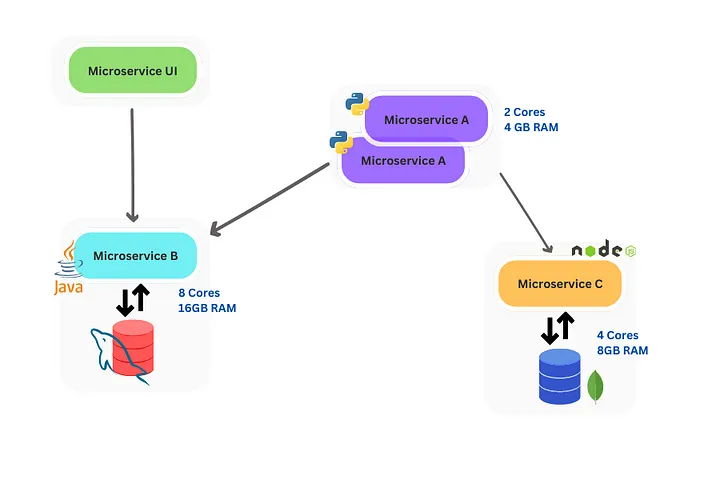 Microservice UI
Microservice A
2 Cores
4 GB RAM
Microservice A
Microservice B
Java
8 Cores
16GB RAM
node
JS
Microservice C
4 Cores
8GB RAM